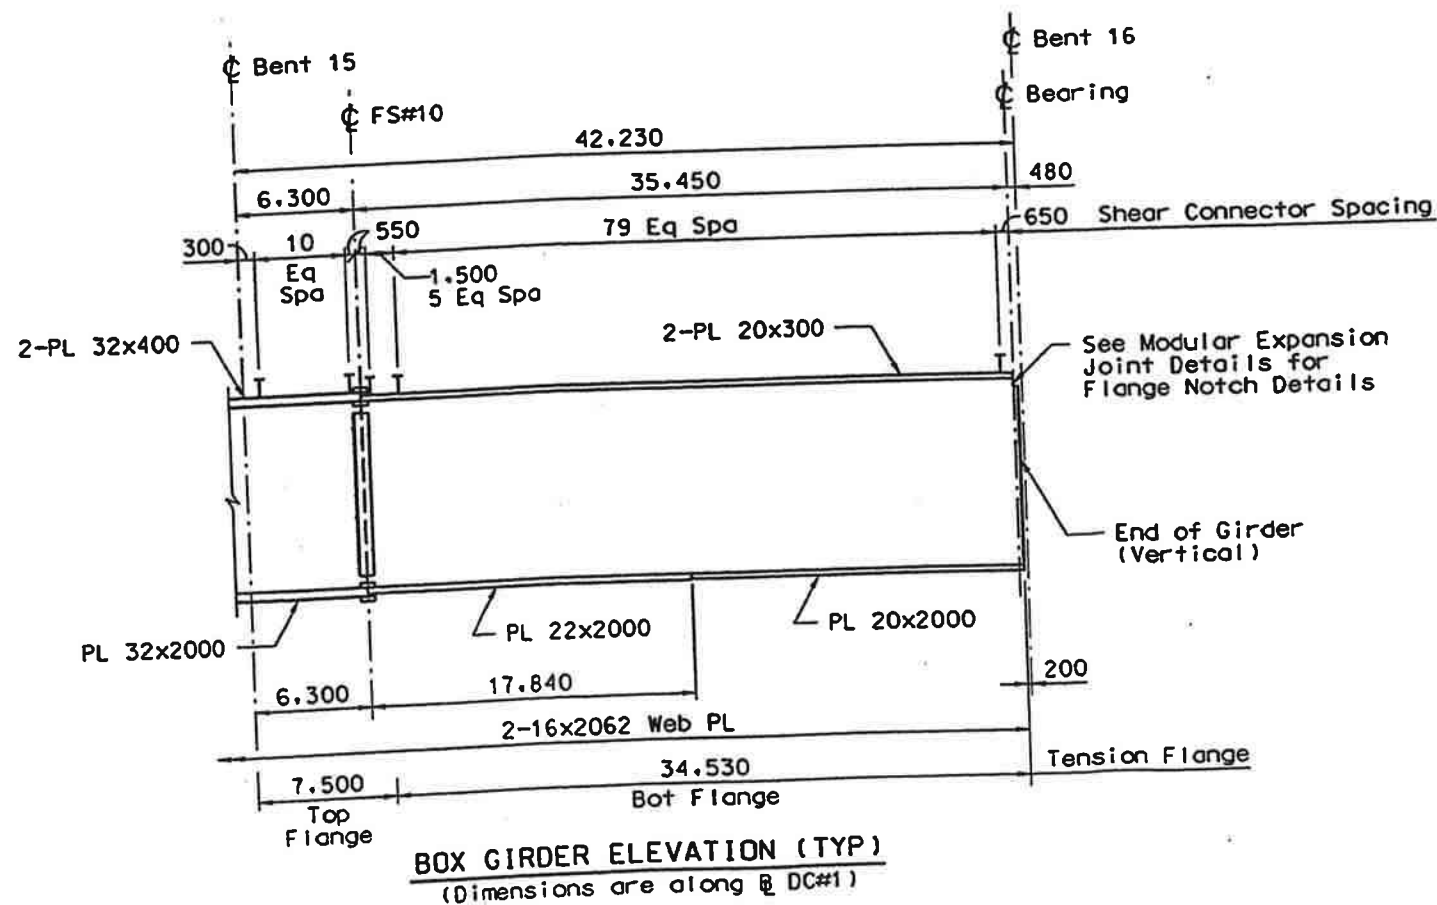 ℄ Bent 15
℄ FS#10
℄ Bent 16
℄ Bearing
42.230
6.300
35.450
480
300
10
Eq
Spa
550
1.500
5 Eq Spa
79 Eq Spa
650
Shear Connector Spacing
2-PL 32x400
2-PL 20x300
See Modular Expansion
Joint Details for
Flange Notch Details
End of Girder
(Vertical)
PL 32x2000
PL 22x2000
PL 20x2000
6.300
17.840
200
2-16x2062 Web PL
7.500
Top
Flange
34.530
Bot Flange
Tension Flange
BOX GIRDER ELEVATION (TYP)
(Dimensions are along ⅊ DC#1)